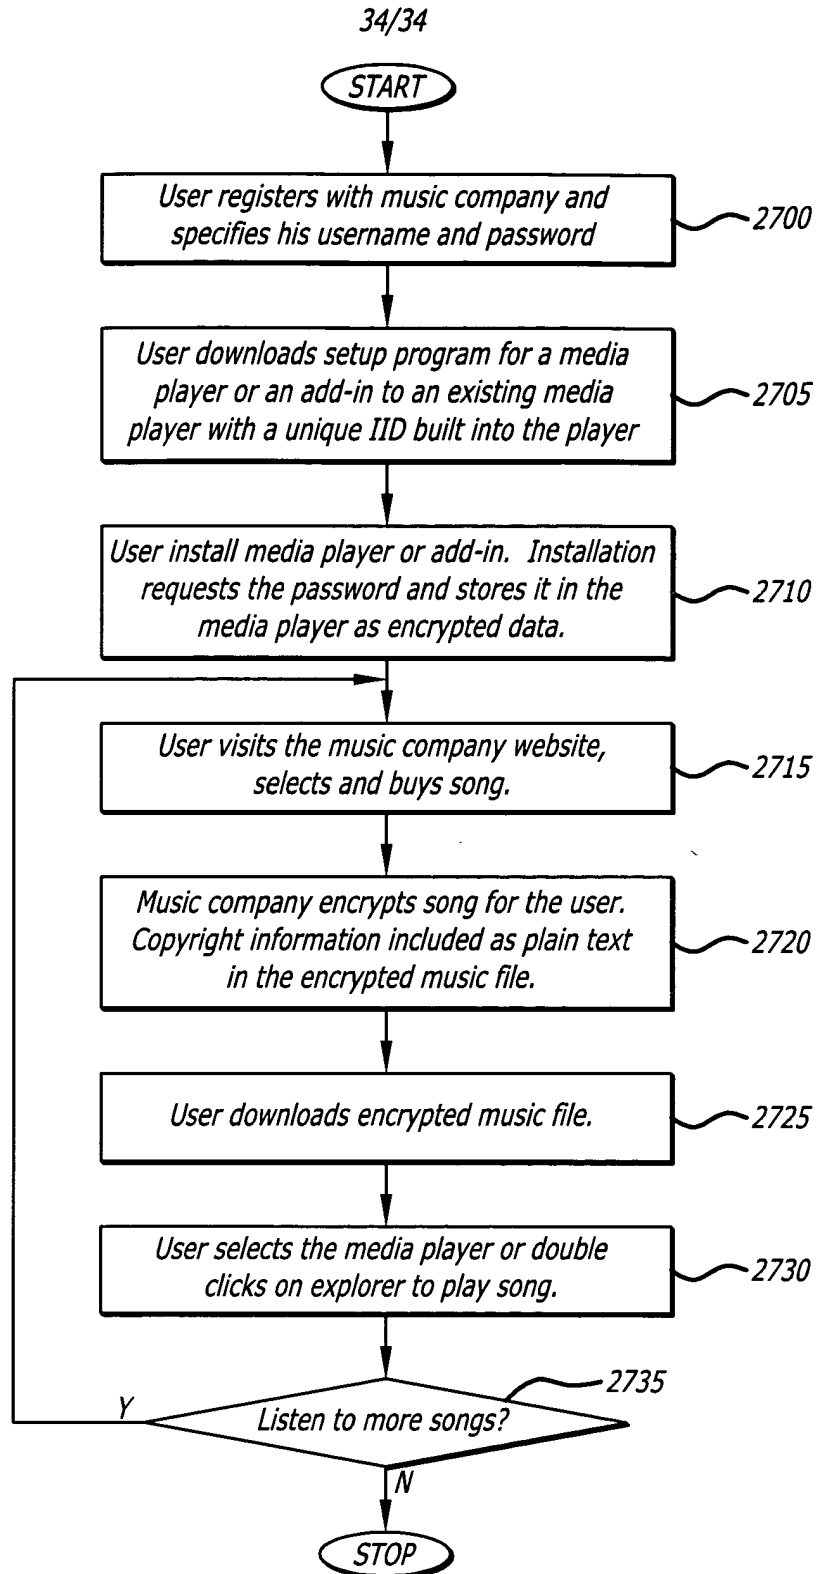 34/34
START
User registers with music company and
specifies his username and password
2700
User downloads setup program for a media
player or an add-in to an existing media
player with a unique IID built into the player
2705
User install media player or add-in. Installation
requests the password and stores it in the
media player as encrypted data.
2710
User visits the music company website,
selects and buys song.
2715
Music company encrypts song for the user.
Copyright information included as plain text
in the encrypted music file.
2720
User downloads encrypted music file.
2725
User selects the media player or double
clicks on explorer to play song.
2730
2735
Y
Listen to more songs?
N
STOP